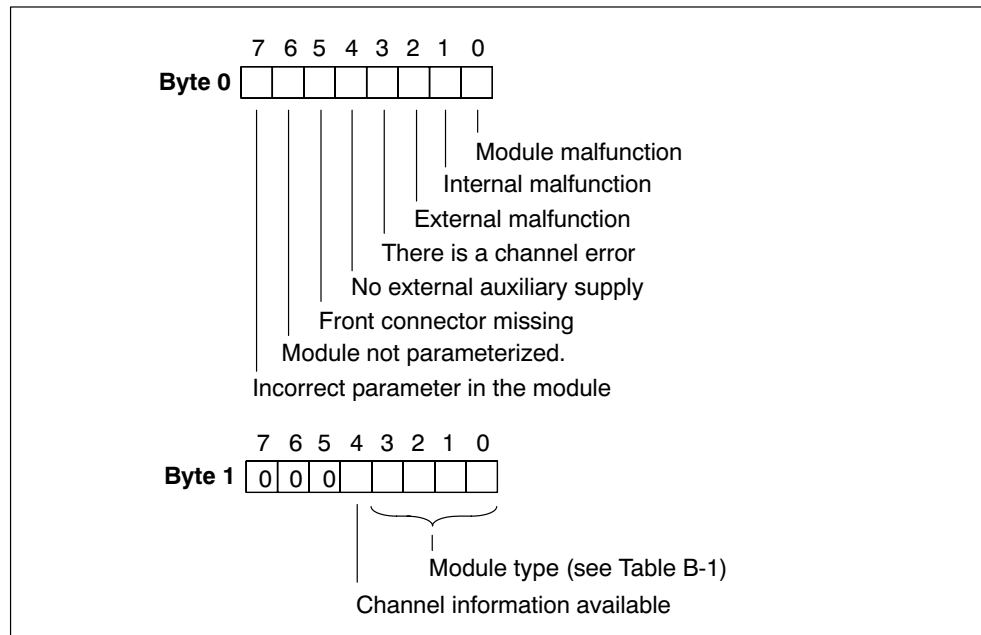 7 6 5 4 3 2 1 0
Byte 0
Module malfunction
Internal malfunction
External malfunction
There is a channel error
No external auxiliary supply
Front connector missing
Module not parameterized.
Incorrect parameter in the module
7 6 5 4 3 2 1 0
Byte 1 0 0 0
Module type (see Table B-1)
Channel information available